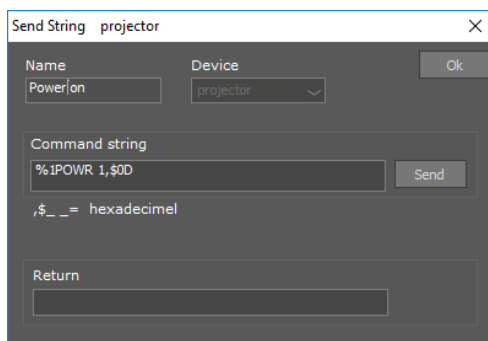 Send String projector
Name Device Ok
Power on
projector
Command string
%1POWR 1,$0D
Send
,$_ _= hexadecimel
Return